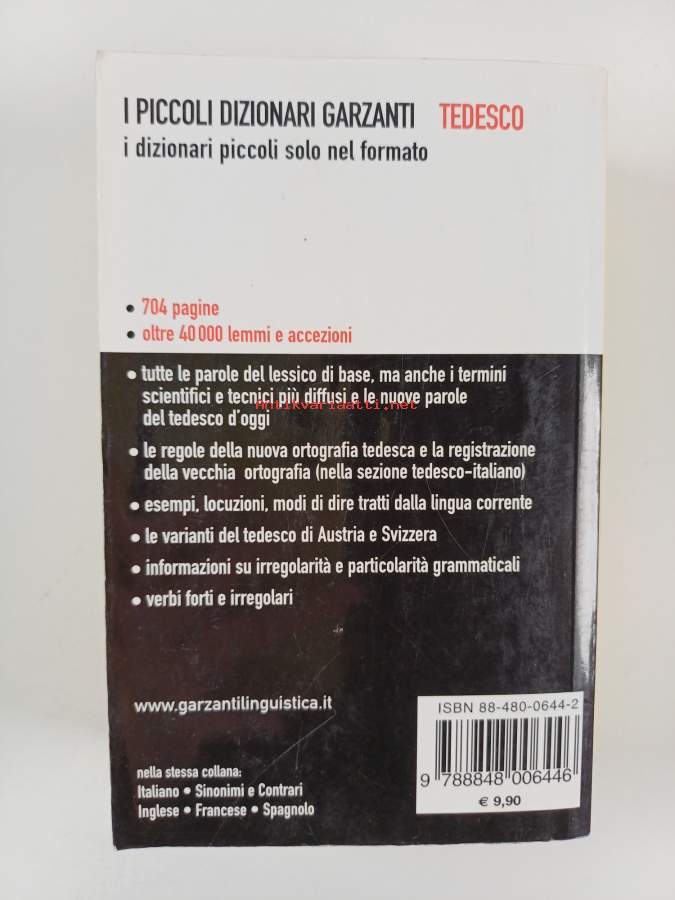 I PICCOLI DIZIONARI GARZANTI TEDESCO
i dizionari piccoli solo nel formato
• 704 pagine
• oltre 40 000 lemmi e accezioni
• tutte le parole del lessico di base, ma anche i termini
scientifici e tecnici più diffusi e le nuove parole
del tedesco d'oggi
Antikvariaatti.net
• le regole della nuova ortografia tedesca e la registrazione
della vecchia ortografia (nella sezione tedesco-italiano)
• esempi, locuzioni, modi di dire tratti dalla lingua corrente
• le varianti del tedesco di Austria e Svizzera
• informazioni su irregolarità e particolarità grammaticali
• verbi forti e irregolari
www.garzantilinguistica.it
nella stessa collana:
Italiano • Sinonimi e Contrari
Inglese • Francese • Spagnolo
ISBN 88-480-0644-2
9 788848 006446
€ 9,90